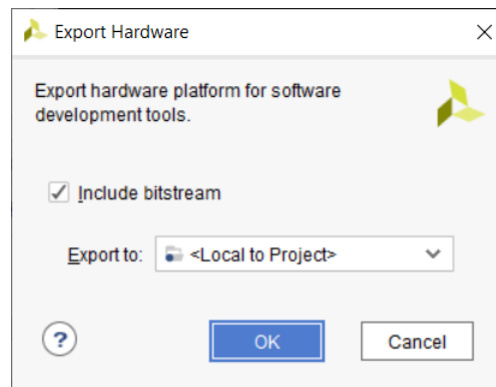 Export Hardware
Export hardware platform for software
development tools.
Include bitstream
Export to: <Local to Project>
? OK Cancel